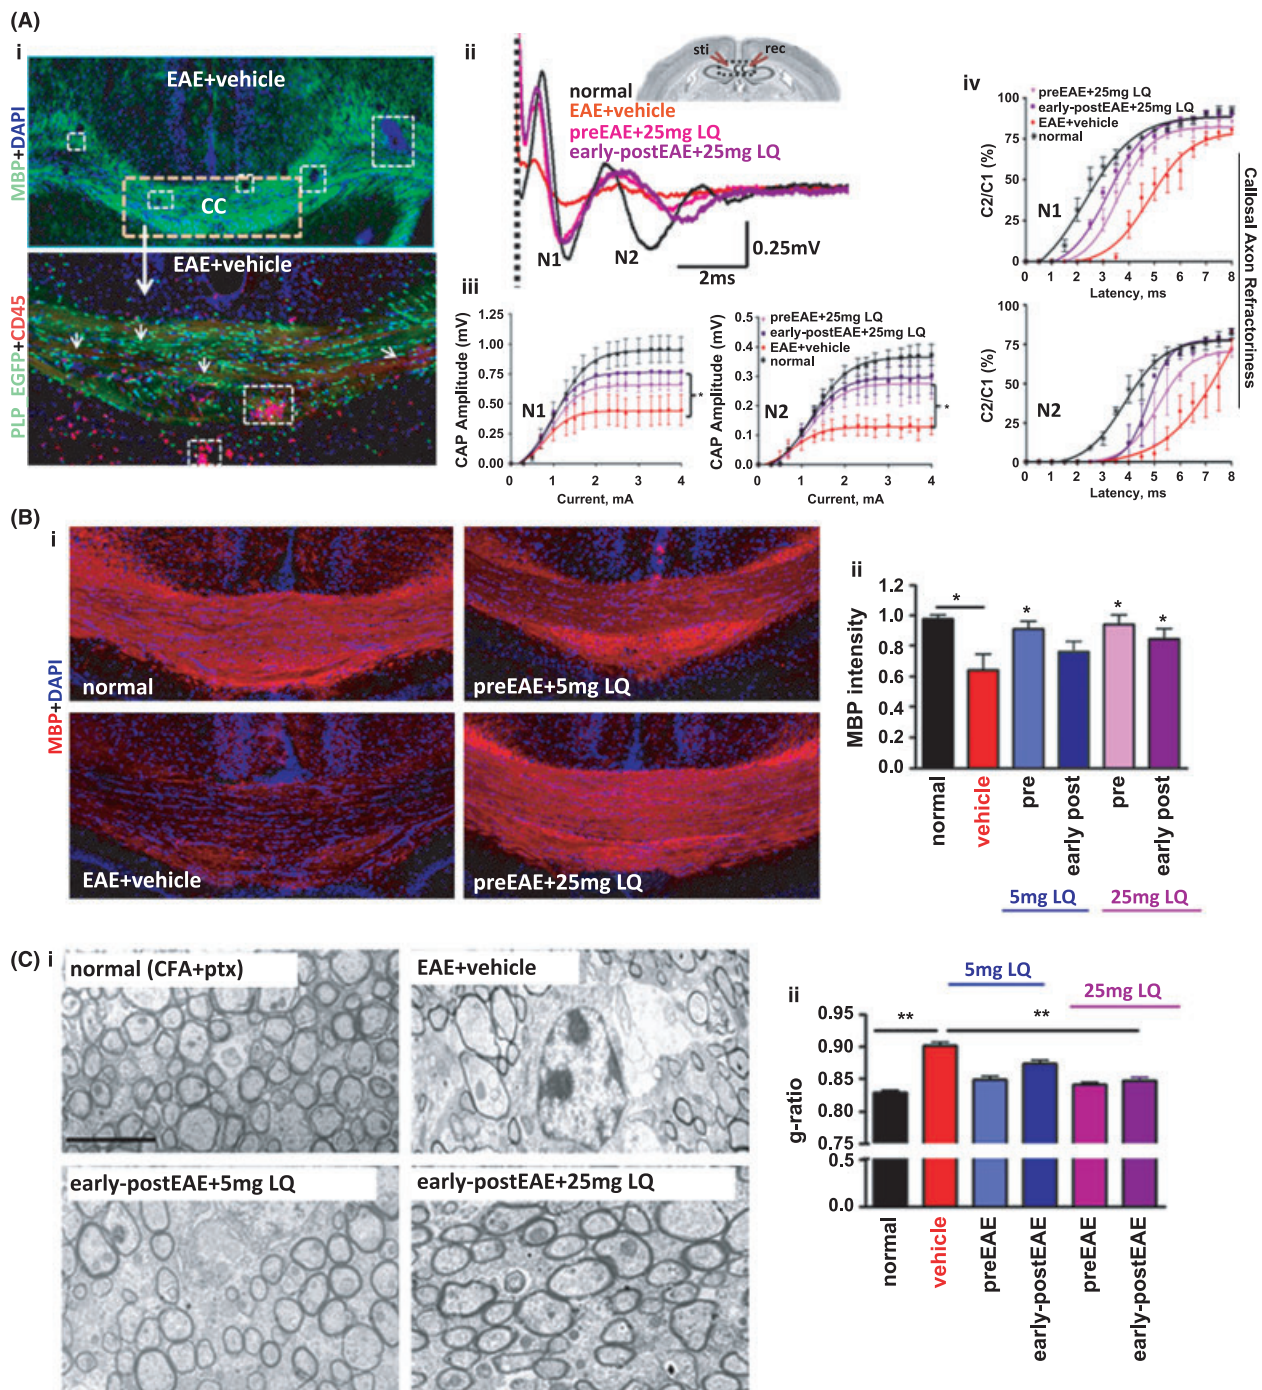 (A)
i
EAE+vehicle
CC
MBP+DAPI
EAE+vehicle
PLP EGFP+CD45
ii
sti
rec
CC
normal
EAE+vehicle
preEAE+25mg LQ
early-postEAE+25mg LQ
N1
N2
0.25mV
2ms
iii
1.25
1.00
0.75
0.50
0.25
0.00
CAP Amplitude (mV)
N1
*
0 1 2 3 4
Current, mA
0.5
0.4
0.3
0.2
0.1
0.0
CAP Amplitude (mV)
preEAE+25mg LQ
early-postEAE+25mg LQ
EAE+vehicle
normal
N2
*
0 1 2 3 4
Current, mA
iv
preEAE+25mg LQ
early-postEAE+25mg LQ
EAE+vehicle
normal
100
75
50
25
0
C2/C1 (%)
N1
0 1 2 3 4 5 6 7 8
Latency, ms
100
75
50
25
0
C2/C1 (%)
N2
0 1 2 3 4 5 6 7 8
Latency, ms
Callosal Axon Refractoriness
(B)
i
MBP+DAPI
normal
preEAE+5mg LQ
EAE+vehicle
preEAE+25mg LQ
ii
1.2
1.0
0.8
0.6
0.4
0.2
0.0
MBP intensity
*
*
*
*
normal
vehicle
pre
early post
pre
early post
5mg LQ
25mg LQ
(C) i
normal (CFA+ptx)
EAE+vehicle
early-postEAE+5mg LQ
early-postEAE+25mg LQ
ii
5mg LQ
25mg LQ
0.95
0.90
0.85
0.80
0.75
0.5
0.0
g-ratio
**
**
normal
vehicle
preEAE
early-postEAE
preEAE
early-postEAE